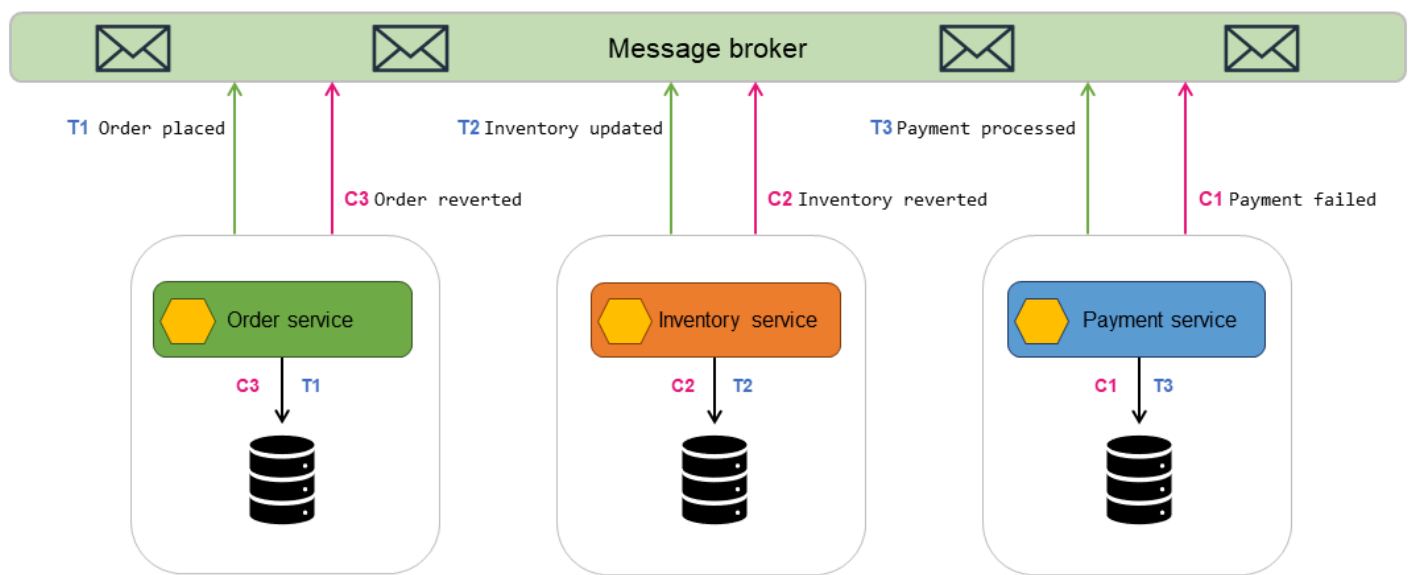 Message broker
T1 Order placed
T2 Inventory updated
T3 Payment processed
C3 Order reverted
C2 Inventory reverted
C1 Payment failed
Order service
Inventory service
Payment service
C3 T1
C2 T2
C1 T3